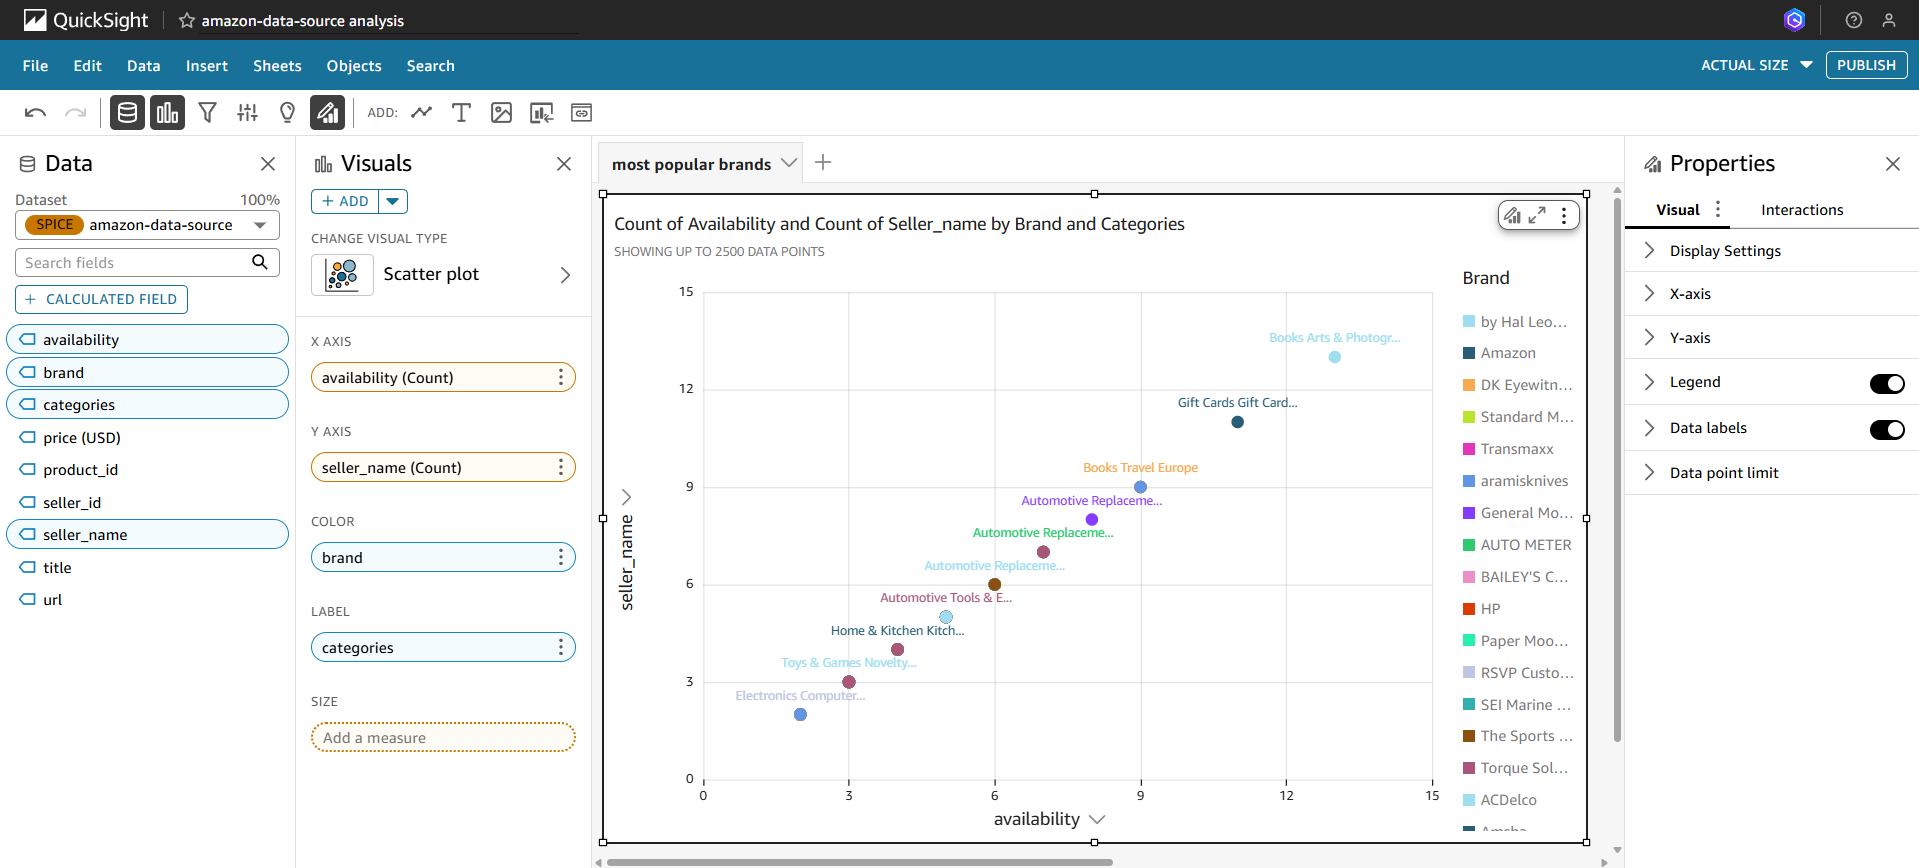 QuickSight
amazon-data-source analysis
File Edit Data Insert Sheets Objects Search
ACTUAL SIZE PUBLISH
ADD:
Data
Dataset 100%
SPICE amazon-data-source
Search fields
+ CALCULATED FIELD
availability
brand
categories
price (USD)
product_id
seller_id
seller_name
title
url
Visuals
+ ADD
CHANGE VISUAL TYPE
Scatter plot
X AXIS
availability (Count)
Y AXIS
seller_name (Count)
COLOR
brand
LABEL
categories
SIZE
Add a measure
most popular brands
Count of Availability and Count of Seller_name by Brand and Categories
SHOWING UP TO 2500 DATA POINTS
seller_name
15
12
9
6
3
0
Books Arts & Photogr...
Gift Cards Gift Card...
Books Travel Europe
Automotive Replaceme...
Automotive Replaceme...
Automotive Replaceme...
Automotive Tools & E...
Home & Kitchen Kitch...
Toys & Games Novelty...
Electronics Computer...
0 3 6 9 12 15
availability
Brand
by Hal Leo...
Amazon
DK Eyewitn...
Standard M...
Transmaxx
aramisknives
General Mo...
AUTO METER
BAILEY'S C...
HP
Paper Moo...
RSVP Custo...
SEI Marine ...
The Sports ...
Torque Sol...
ACDelco
Properties
Visual Interactions
Display Settings
X-axis
Y-axis
Legend
Data labels
Data point limit